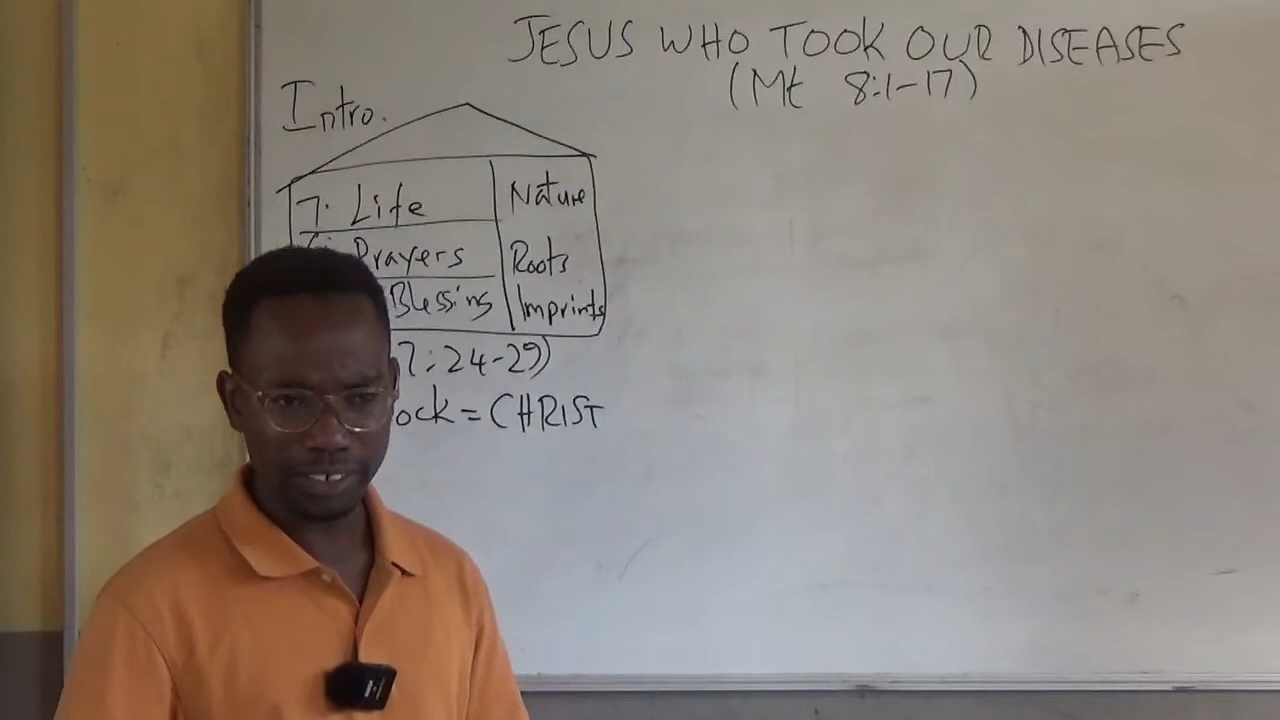 JESUS WHO TOOK OUR DISEASES
(Mt 8:1-17)
Intro.
7. Life
Nature
Prayers
Roots
Blessing
Imprints
7:24-29)
ock = CHRIST